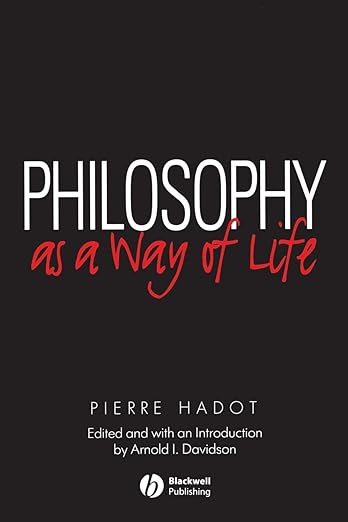 PHILOSOPHY
as a Way of Life
PIERRE HADOT
Edited and with an Introduction
by Arnold I. Davidson
Blackwell
Publishing